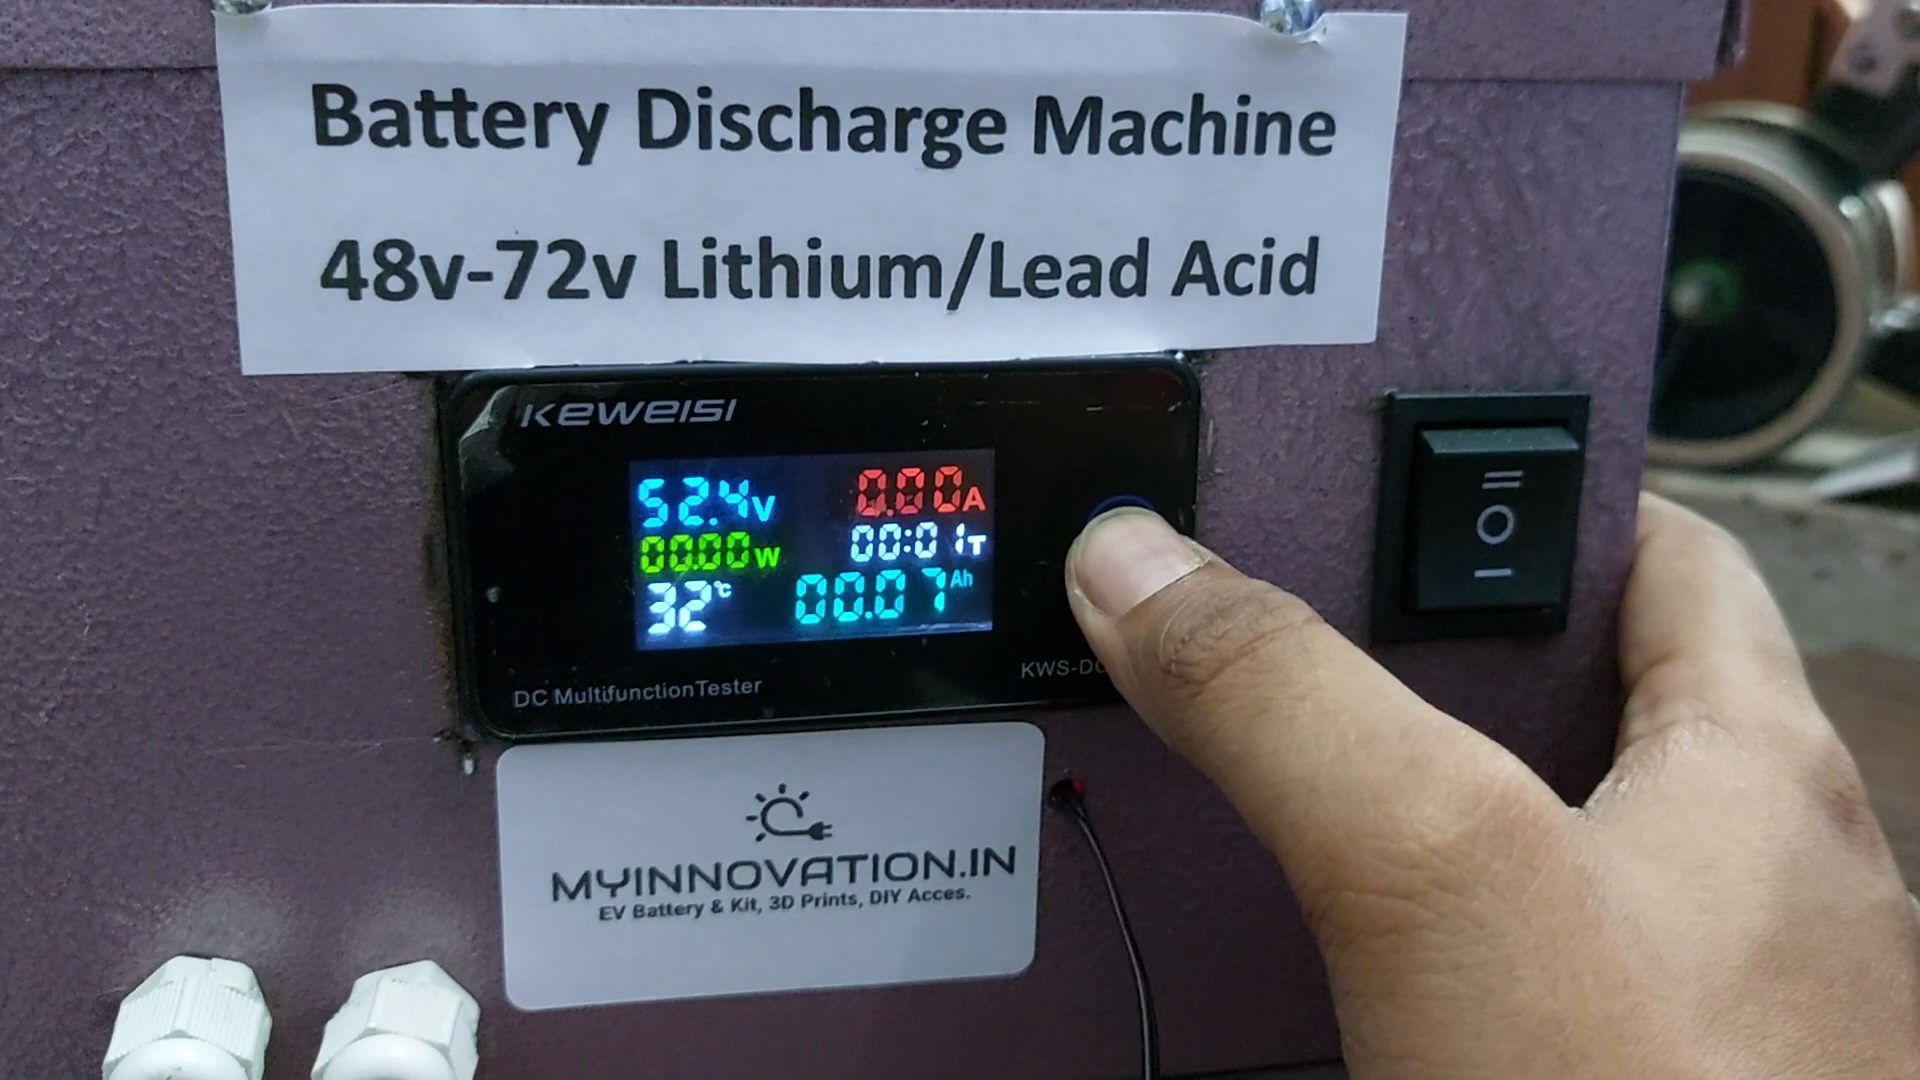 Battery Discharge Machine
48v-72v Lithium/Lead Acid
KEWEISI
52.4V 0.00A
00.00W 00:01T
32°C 00.07Ah
DC MultifunctionTester
MYINNOVATION.IN
EV Battery & Kit, 3D Prints, DIY Acces.